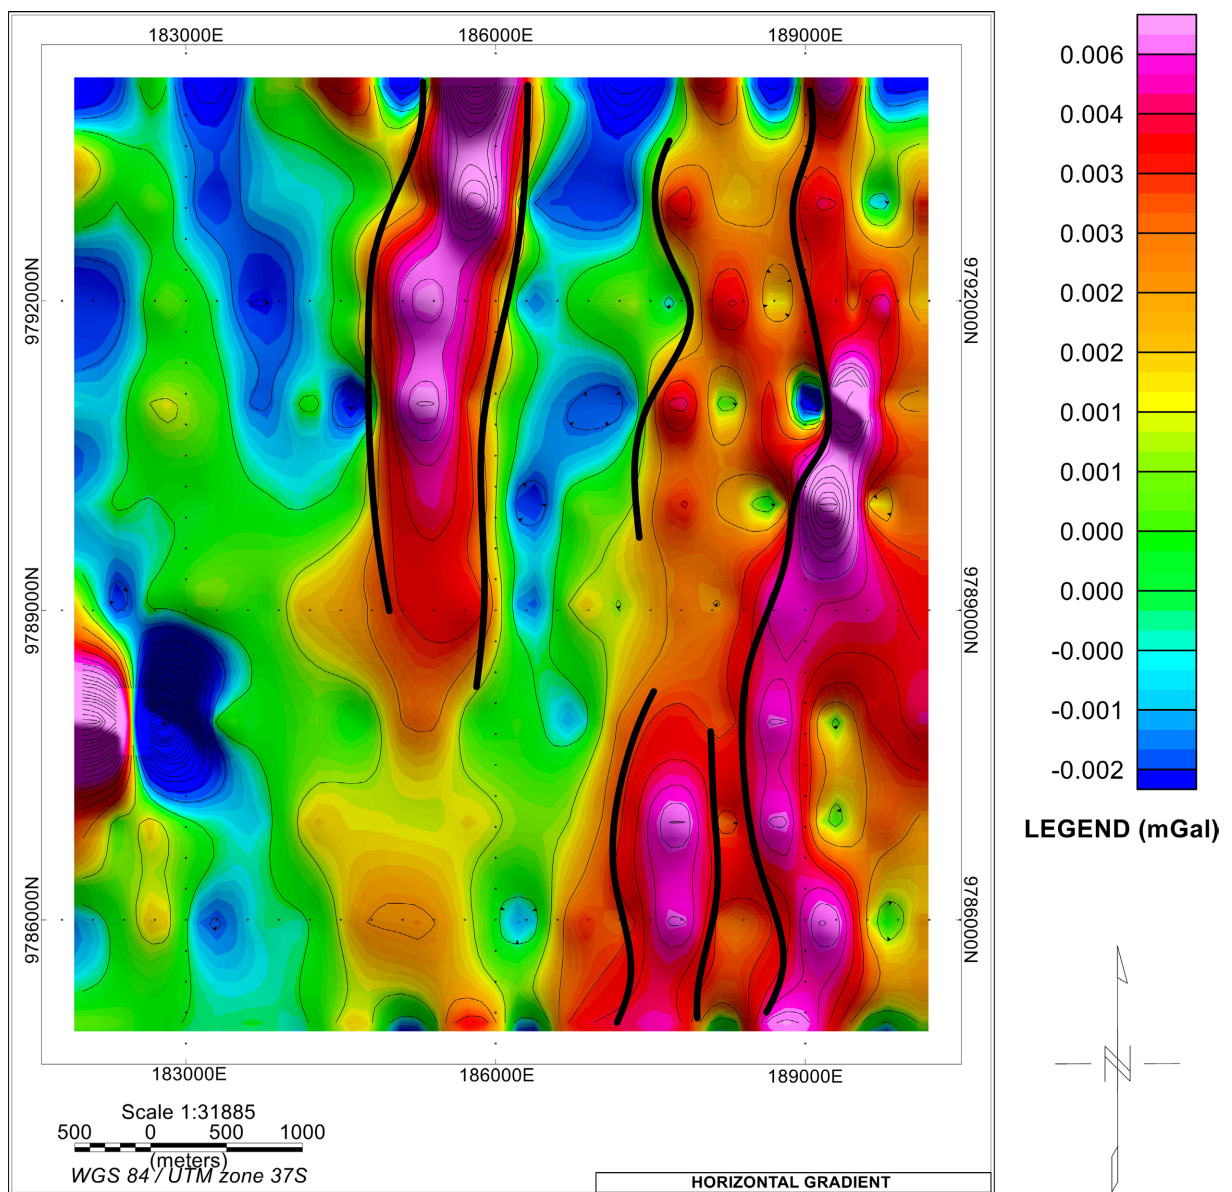 183000E 186000E 189000E
9792000N 9792000N
9789000N 9789000N
9786000N 9786000N
183000E 186000E 189000E
Scale 1:31885
500 0 500 1000
(meters)
WGS 84 / UTM zone 37S
HORIZONTAL GRADIENT
0.006
0.004
0.003
0.003
0.002
0.002
0.001
0.001
0.000
0.000
-0.000
-0.001
-0.002
LEGEND (mGal)
N